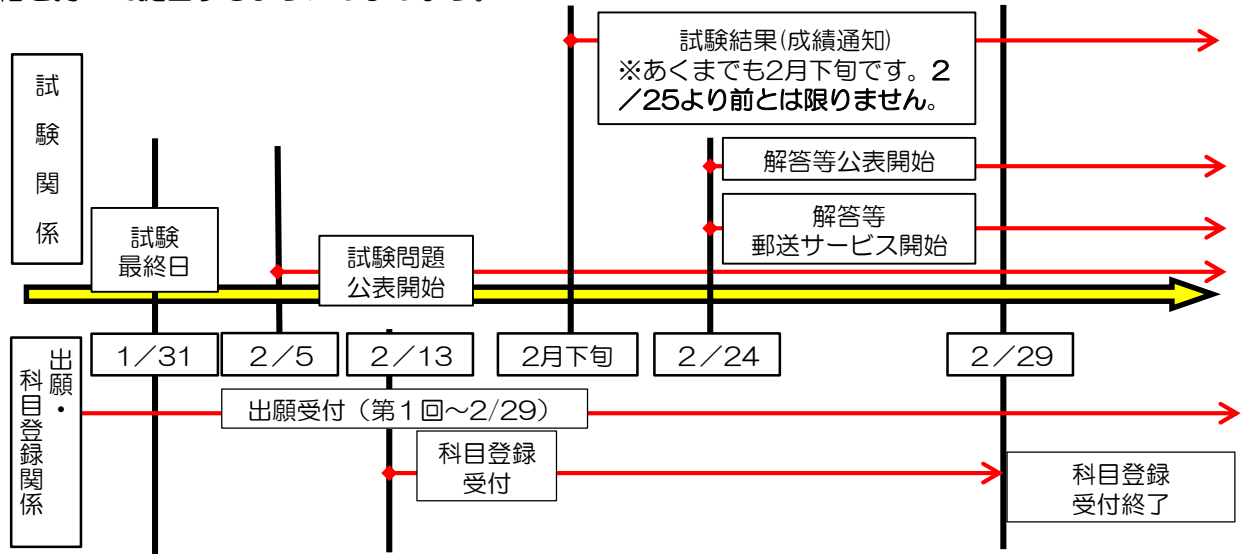 試験結果(成績通知)
※あくまでも2月下旬です。2
／25より前とは限りません。
試験関係
解答等公表開始
解答等
郵送サービス開始
試験
最終日
試験問題
公表開始
1／31
2／5
2／13
2月下旬
2／24
2／29
出願・
科目登録関係
出願受付（第１回～2/29）
科目登録
受付
科目登録
受付終了